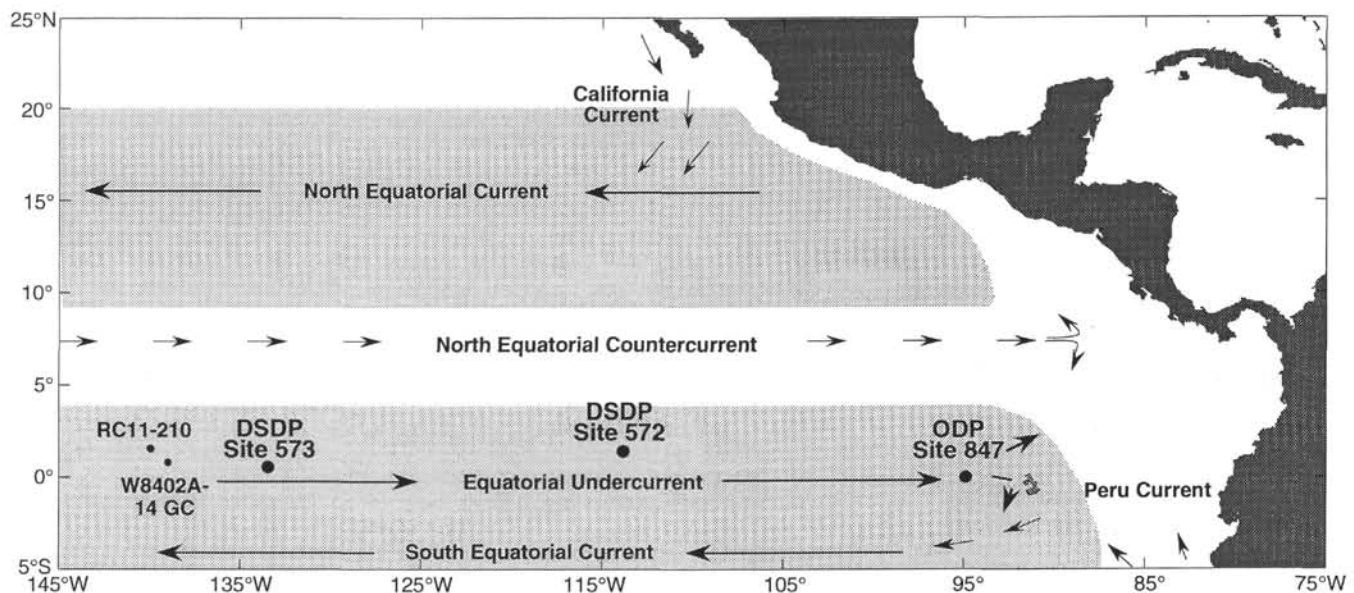 25°N
20°
California
Current
North Equatorial Current
15°
10°
North Equatorial Countercurrent
5°
RC11-210
DSDP
Site 573
DSDP
Site 572
ODP
Site 847
0°
W8402A-
14 GC
Equatorial Undercurrent
Peru Current
South Equatorial Current
5°S
145°W
135°W
115°W
105°W
95°W
85°W
75°W